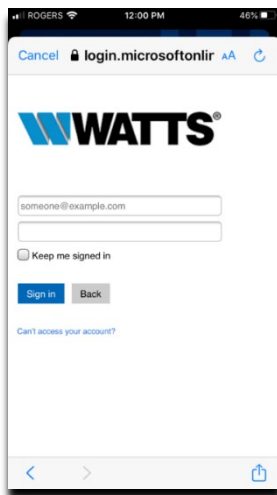 ROGERS 12:00 PM 46%
Cancel login.microsoftonlir AA
WATTS®
someone@example.com
Keep me signed in
Sign in Back
Can't access your account?